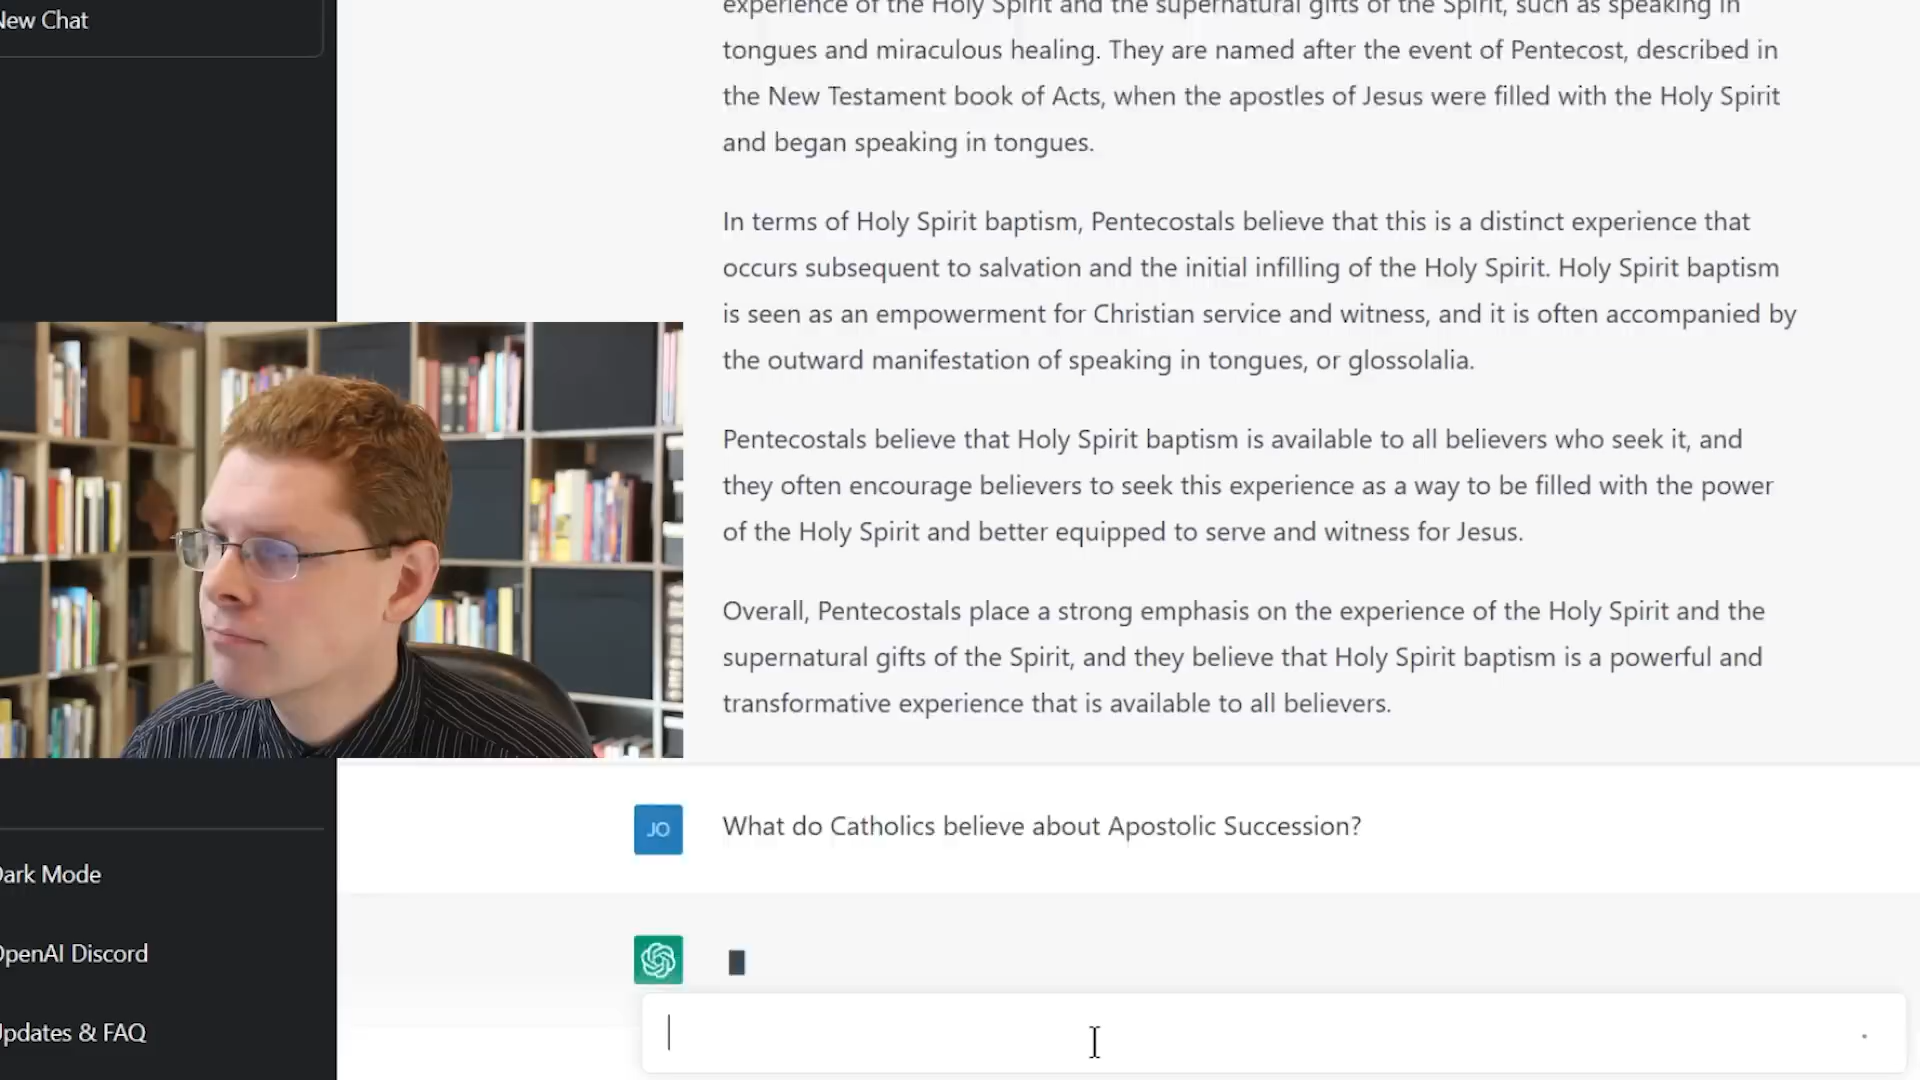 New Chat
experience of the Holy Spirit and the supernatural gifts of the Spirit, such as speaking in
tongues and miraculous healing. They are named after the event of Pentecost, described in
the New Testament book of Acts, when the apostles of Jesus were filled with the Holy Spirit
and began speaking in tongues.
In terms of Holy Spirit baptism, Pentecostals believe that this is a distinct experience that
occurs subsequent to salvation and the initial infilling of the Holy Spirit. Holy Spirit baptism
is seen as an empowerment for Christian service and witness, and it is often accompanied by
the outward manifestation of speaking in tongues, or glossolalia.
Pentecostals believe that Holy Spirit baptism is available to all believers who seek it, and
they often encourage believers to seek this experience as a way to be filled with the power
of the Holy Spirit and better equipped to serve and witness for Jesus.
Overall, Pentecostals place a strong emphasis on the experience of the Holy Spirit and the
supernatural gifts of the Spirit, and they believe that Holy Spirit baptism is a powerful and
transformative experience that is available to all believers.
JO
What do Catholics believe about Apostolic Succession?
Dark Mode
OpenAI Discord
Updates & FAQ